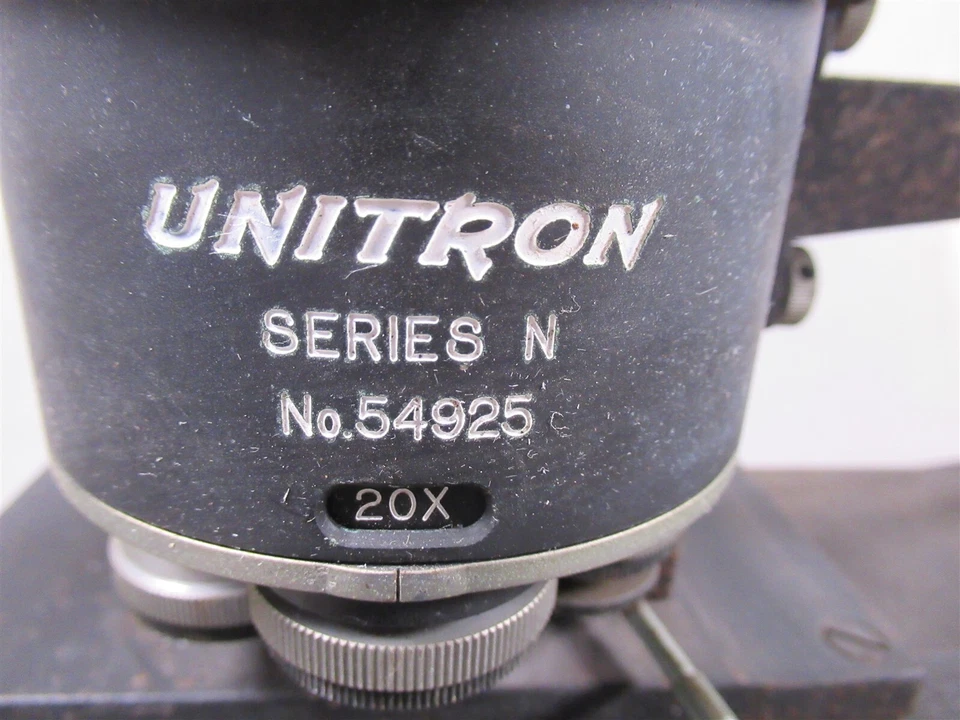 UNITRON
SERIES N
No.54925
20X